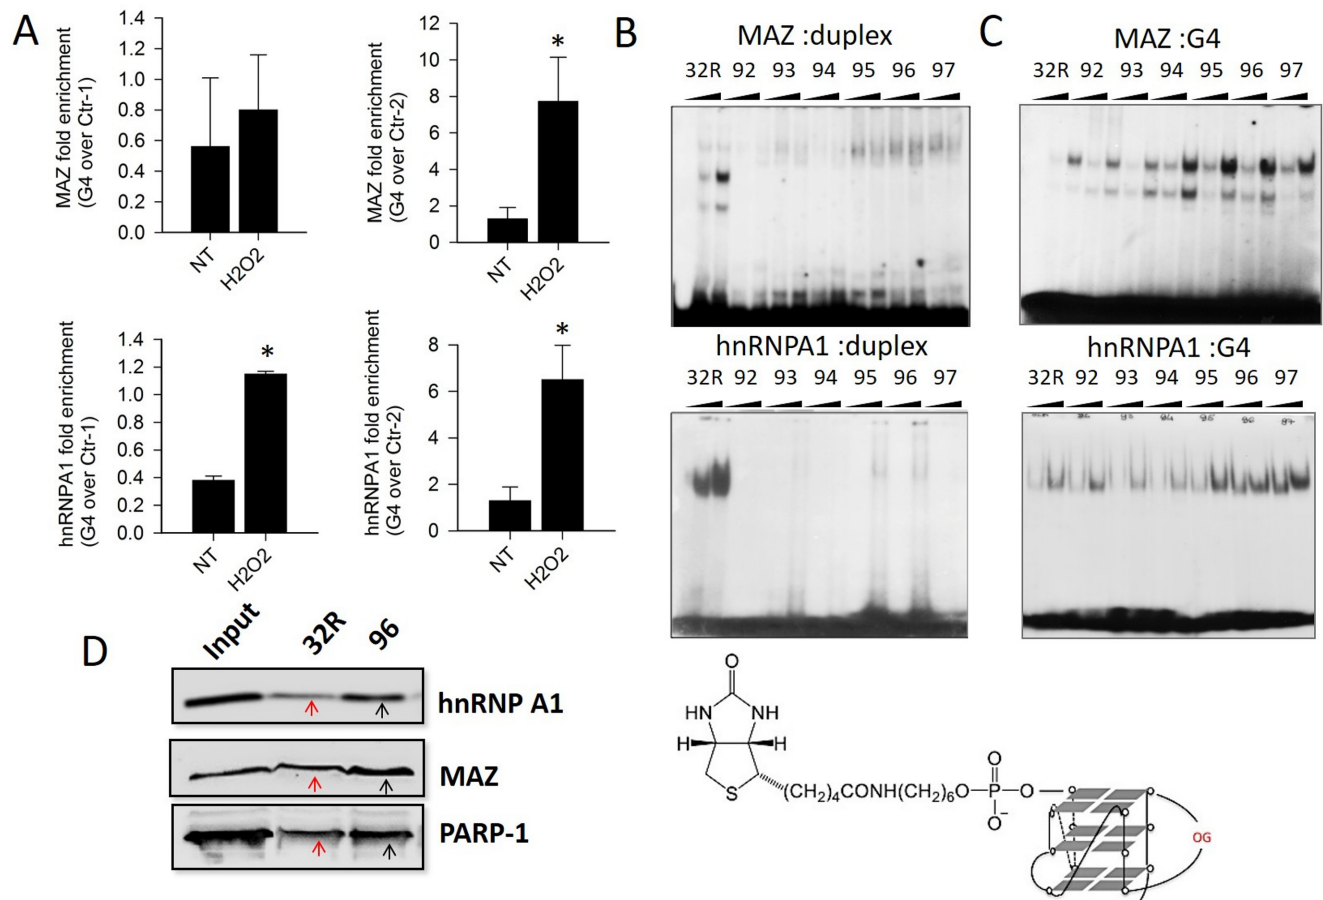 A
MAZ fold enrichment
(G4 over Ctr-1)
1.4
1.2
1.0
0.8
0.6
0.4
0.2
0.0
NT
H2O2
MAZ fold enrichment
(G4 over Ctr-2)
12
10
8
6
4
2
0
*
NT
H2O2
hnRNPA1 fold enrichment
(G4 over Ctr-1)
1.4
1.2
1.0
0.8
0.6
0.4
0.2
0.0
*
NT
H2O2
hnRNPA1 fold enrichment
(G4 over Ctr-2)
8
6
4
2
0
*
NT
H2O2
B
MAZ :duplex
32R 92 93 94 95 96 97
hnRNPA1 :duplex
32R 92 93 94 95 96 97
C
MAZ :G4
32R 92 93 94 95 96 97
hnRNPA1 :G4
32R 92 93 94 95 96 97
D
Input 32R 96
hnRNP A1
MAZ
PARP-1
O
HN NH
H H
S
(CH2)4CONH(CH2)6O-P-O
O
O-
OG